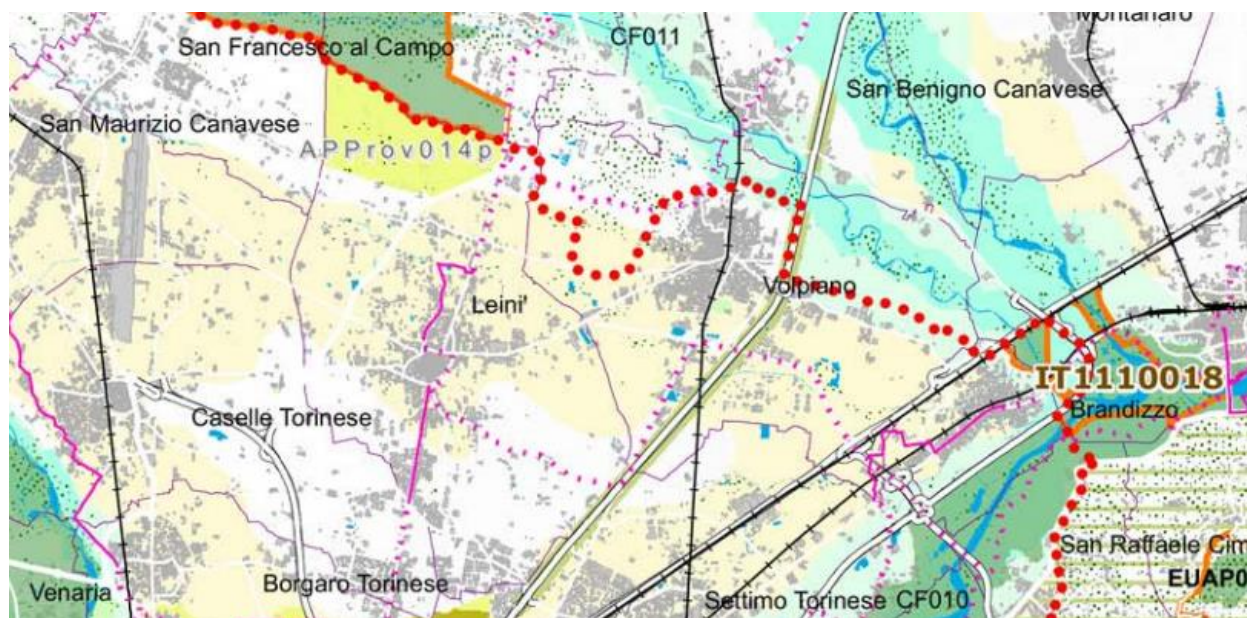 Montanaro
San Francesco al Campo
CF011
San Benigno Canavese
San Maurizio Canavese
APProv014p
Volpiano
Leini'
IT1110018
Brandizzo
Caselle Torinese
San Raffaele Cim
EUAP0
Venaria
Borgaro Torinese
Settimo Torinese CF010